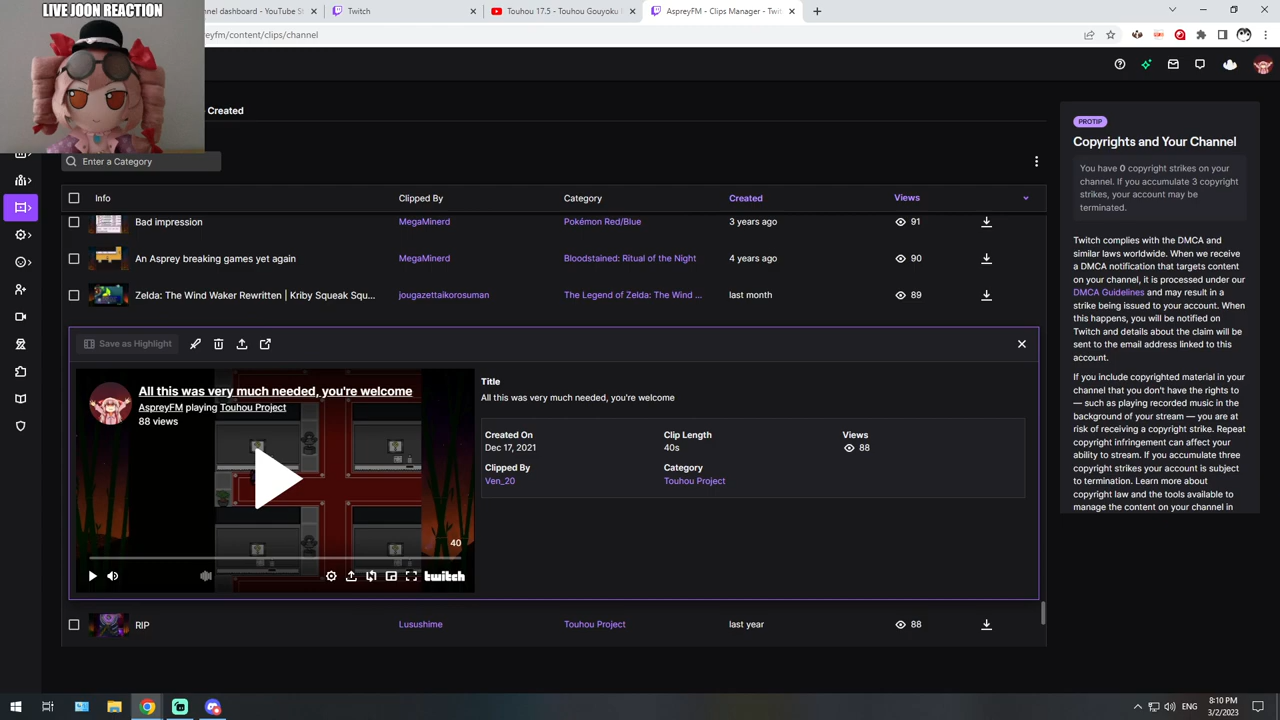 LIVE JOON REACTION
nel dashboard - YouTube St
Twitch
Touhou 17.5 - Touhou Gouyoku
AspreyFM - Clips Manager - Twit
eyfm/content/clips/channel
Created
Enter a Category
Info Clipped By Category Created Views
Bad impression MegaMinerd Pokémon Red/Blue 3 years ago 91
An Asprey breaking games yet again MegaMinerd Bloodstained: Ritual of the Night 4 years ago 90
Zelda: The Wind Waker Rewritten | Kriby Squeak Squ... jougazettaikorosuman The Legend of Zelda: The Wind ... last month 89
Save as Highlight
All this was very much needed, you're welcome
AspreyFM playing Touhou Project
88 views
40
twitch
Title
All this was very much needed, you're welcome
Created On Clip Length Views
Dec 17, 2021 40s 88
Clipped By Category
Ven_20 Touhou Project
RIP Lusushime Touhou Project last year 88
PROTIP
Copyrights and Your Channel
You have 0 copyright strikes on
your channel. If you accumulate 3 copyright
strikes, your account may be
terminated.
Twitch complies with the DMCA and
similar laws worldwide. When we receive
a DMCA notification that targets content
on your channel, it is processed under our
DMCA Guidelines and may result in a
strike being issued to your account. When
this happens, you will be notified on
Twitch and details about the claim will be
sent to the email address linked to this
account.
If you include copyrighted material in your
channel that you don't have the rights to
— such as playing recorded music in the
background of your stream — you are at
risk of receiving a copyright strike. Repeat
copyright infringement can affect your
ability to stream. If you accumulate three
copyright strikes your account is subject
to termination. Learn more about
copyright law and the tools available to
manage the content on your channel in
ENG
8:10 PM
3/2/2023